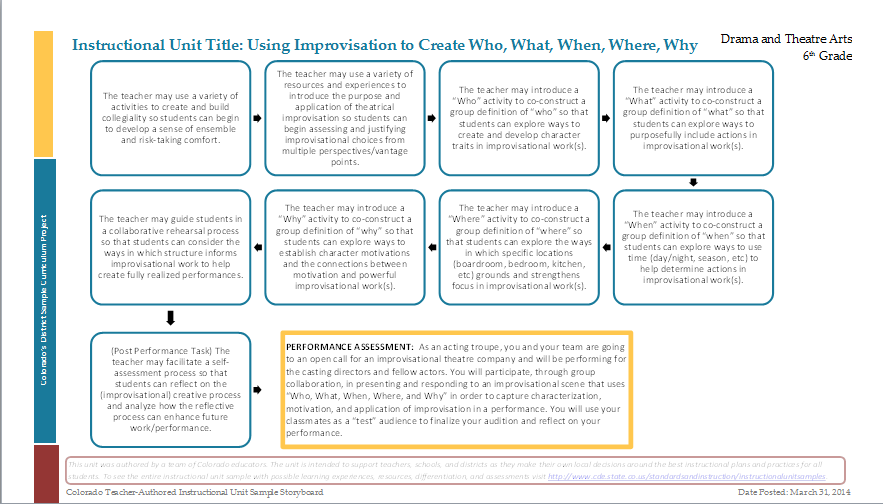 Instructional Unit Title: Using Improvisation to Create Who, What, When, Where, Why
Drama and Theatre Arts
6th Grade
The teacher may use a variety of
activities to create and build
collegiality so students can begin
to develop a sense of ensemble
and risk-taking comfort.
The teacher may use a variety of
resources and experiences to
introduce the purpose and
application of theatrical
improvisation so students can
begin assessing and justifying
improvisational choices from
multiple perspectives/vantage
points.
The teacher may introduce a
“Who” activity to co-construct a
group definition of “who” so that
students can explore ways to
create and develop character
traits in improvisational work(s).
The teacher may introduce a
“What” activity to co-construct a
group definition of “what” so that
students can explore ways to
purposefully include actions in
improvisational work(s).
The teacher may introduce a
“When” activity to co-construct a
group definition of “when” so that
students can explore ways to use
time (day/night, season, etc) to
help determine actions in
improvisational work(s).
The teacher may introduce a
“Where” activity to co-construct a
group definition of “where” so
that students can explore the ways
in which specific locations
(boardroom, bedroom, kitchen,
etc) grounds and strengthens
focus in improvisational work(s).
The teacher may introduce a
“Why” activity to co-construct a
group definition of “why” so that
students can explore ways to
establish character motivations
and the connections between
motivation and powerful
improvisational work(s).
The teacher may guide students in
a collaborative rehearsal process
so that students can consider the
ways in which structure informs
improvisational work to help
create fully realized performances.
(Post Performance Task) The
teacher may facilitate a self-
assessment process so that
students can reflect on the
(improvisational) creative process
and analyze how the reflective
process can enhance future
work/performance.
PERFORMANCE ASSESSMENT: As an acting troupe, you and your team are going
to an open call for an improvisational theatre company and will be performing for
the casting directors and fellow actors. You will participate, through group
collaboration, in presenting and responding to an improvisational scene that uses
“Who, What, When, Where, and Why” in order to capture characterization,
motivation, and application of improvisation in a performance. You will use your
classmates as a “test” audience to finalize your audition and reflect on your
performance.
Colorado's District Sample Curriculum Project
This unit was authored by a team of Colorado educators. The unit is intended to support teachers, schools, and districts as they make their own local decisions around the best instructional plans and practices for all
students. To see the entire instructional unit sample with possible learning experiences, resources, differentiation, and assessments visit http://www.cde.state.co.us/standardsandinstruction/instructionalunitsamples.
Colorado Teacher-Authored Instructional Unit Sample Storyboard
Date Posted: March 31, 2014